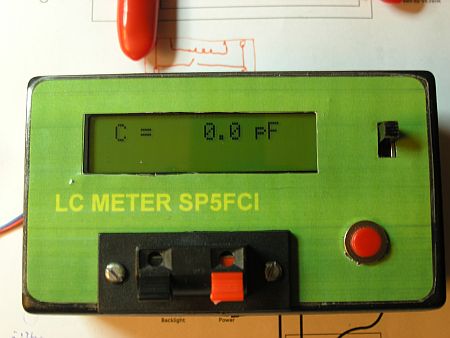 C = 0.0 pF
LC METER SP5FCI
Backlight
Power